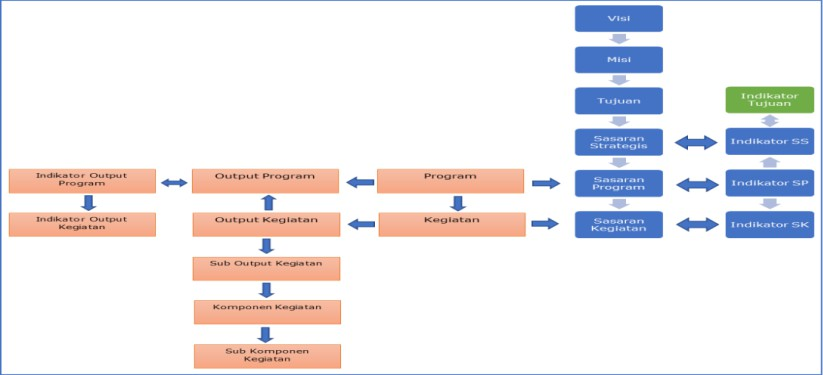 Visi
Misi
Tujuan
Indikator
Tujuan
Sasaran
Strategis
Indikator SS
Indikator Output
Program
Output Program
Program
Sasaran
Program
Indikator SP
Indikator Output
Kegiatan
Output Kegiatan
Kegiatan
Sasaran
Kegiatan
Indikator SK
Sub Output Kegiatan
Komponen Kegiatan
Sub Komponen
Kegiatan